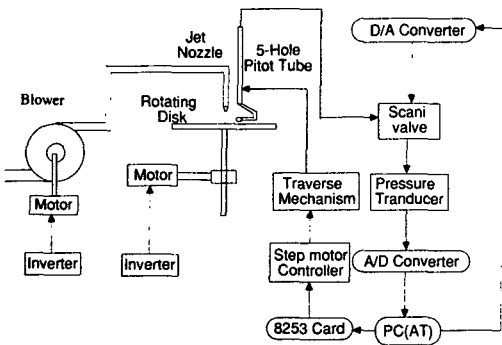 D/A Converter
Jet
Nozzle
5-Hole
Pitot Tube
Blower
Rotating
Disk
Scani
valve
Motor
Motor
Traverse
Mechanism
Pressure
Tranducer
Inverter
Inverter
Step motor
Controller
A/D Converter
8253 Card
PC(AT)